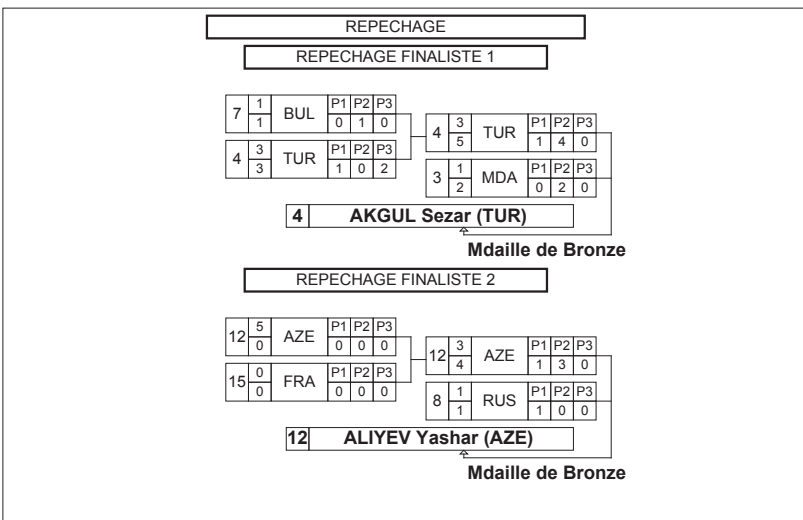 REPECHAGE
REPECHAGE FINALISTE 1
7 1 BUL P1 P2 P3
1 0 1 0
4 3 TUR P1 P2 P3
3 1 0 2
4 3 TUR P1 P2 P3
5 1 4 0
3 1 MDA P1 P2 P3
2 0 2 0
4 AKGUL Sezar (TUR)
Mdaille de Bronze
REPECHAGE FINALISTE 2
12 5 AZE P1 P2 P3
0 0 0 0
15 0 FRA P1 P2 P3
0 0 0 0
12 3 AZE P1 P2 P3
4 1 3 0
8 1 RUS P1 P2 P3
1 1 0 0
12 ALIYEV Yashar (AZE)
Mdaille de Bronze